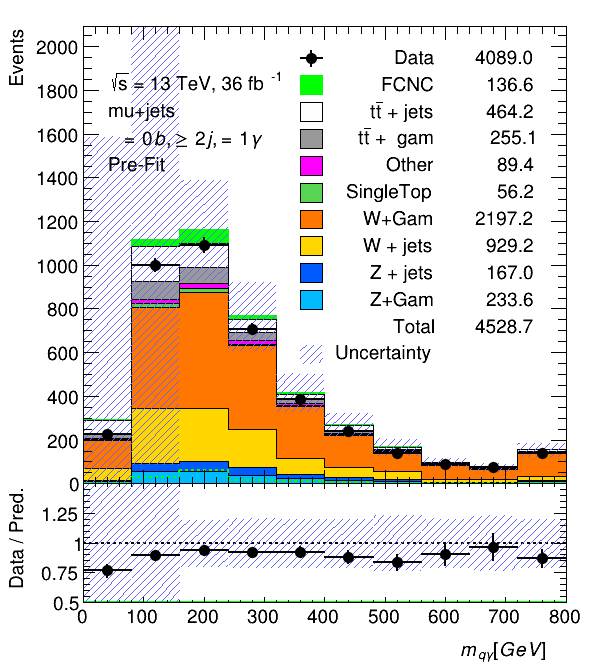 Events
2000
1800
1600
1400
1200
1000
800
600
400
200
0
√s = 13 TeV, 36 fb⁻¹
mu+jets
= 0b, ≥ 2j, = 1γ
Pre-Fit
Data 4089.0
FCNC 136.6
tt̄ + jets 464.2
tt̄ + gam 255.1
Other 89.4
SingleTop 56.2
W+Gam 2197.2
W + jets 929.2
Z + jets 167.0
Z+Gam 233.6
Total 4528.7
Uncertainty
Data / Pred.
1.25
1
0.75
0.5
0 100 200 300 400 500 600 700 800
m_qγ[GeV]